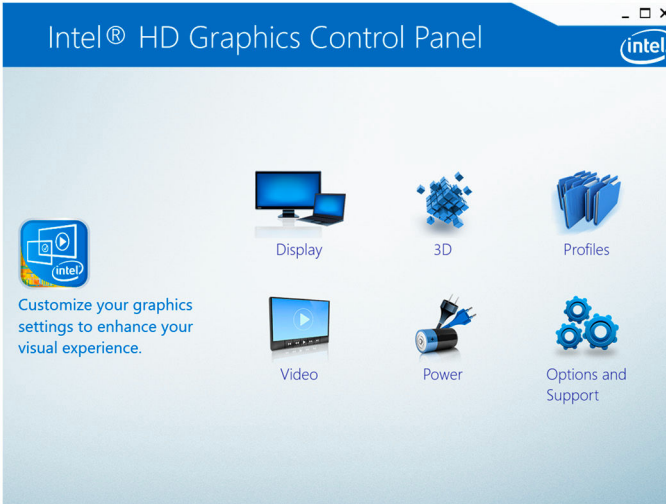 Intel® HD Graphics Control Panel
intel
Display
3D
Profiles
intel
Customize your graphics
settings to enhance your
visual experience.
Video
Power
Options and
Support